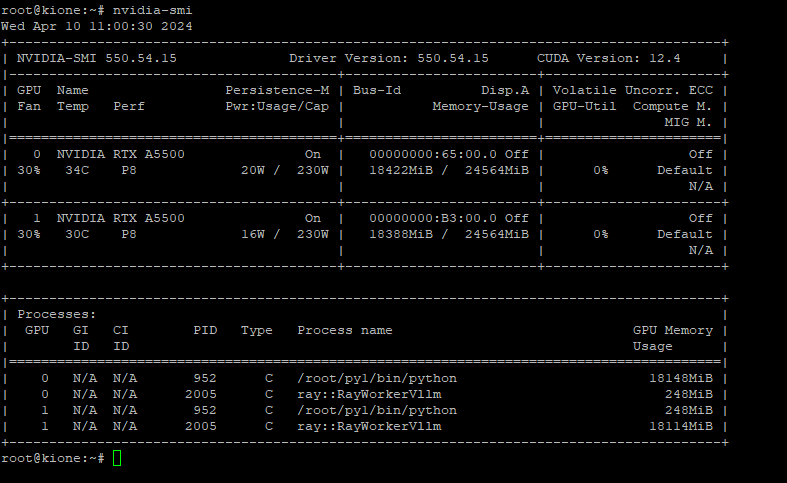 root@kione:~# nvidia-smi
Wed Apr 10 11:00:30 2024
+-----------------------------------------------------------------------------------------+
| NVIDIA-SMI 550.54.15              Driver Version: 550.54.15      CUDA Version: 12.4     |
|-----------------------------------------+------------------------+----------------------+
| GPU  Name                 Persistence-M | Bus-Id          Disp.A | Volatile Uncorr. ECC |
| Fan  Temp   Perf          Pwr:Usage/Cap |           Memory-Usage | GPU-Util  Compute M. |
|                                         |                        |               MIG M. |
|=========================================+========================+======================|
|   0  NVIDIA RTX A5500               On  |   00000000:65:00.0 Off |                  Off |
| 30%   34C    P8             20W /  230W |   18422MiB /  24564MiB |      0%      Default |
|                                         |                        |                  N/A |
+-----------------------------------------+------------------------+----------------------+
|   1  NVIDIA RTX A5500               On  |   00000000:B3:00.0 Off |                  Off |
| 30%   30C    P8             16W /  230W |   18388MiB /  24564MiB |      0%      Default |
|                                         |                        |                  N/A |
+-----------------------------------------+------------------------+----------------------+

+-----------------------------------------------------------------------------------------+
| Processes:                                                                              |
|  GPU   GI   CI        PID   Type   Process name                              GPU Memory |
|        ID   ID                                                               Usage      |
|=========================================================================================|
|    0   N/A  N/A       952      C   /root/py1/bin/python                        18148MiB |
|    0   N/A  N/A      2005      C   ray::RayWorkerVllm                            248MiB |
|    1   N/A  N/A       952      C   /root/py1/bin/python                          248MiB |
|    1   N/A  N/A      2005      C   ray::RayWorkerVllm                          18114MiB |
+-----------------------------------------------------------------------------------------+
root@kione:~#